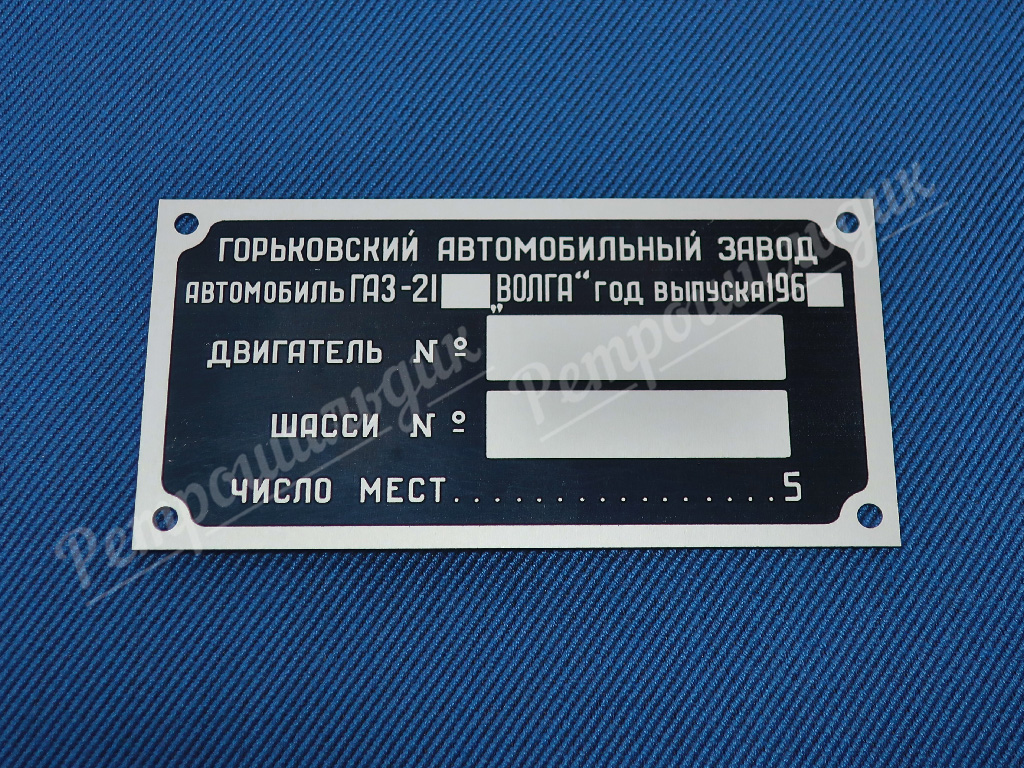 ГОРЬКОВСКИЙ АВТОМОБИЛЬНЫЙ ЗАВОД
АВТОМОБИЛЬ ГАЗ-21 „ВОЛГА“ ГОД ВЫПУСКА 196
ДВИГАТЕЛЬ №
ШАССИ №
ЧИСЛО МЕСТ.................5
Ретрошильдик
Ретрошильдик